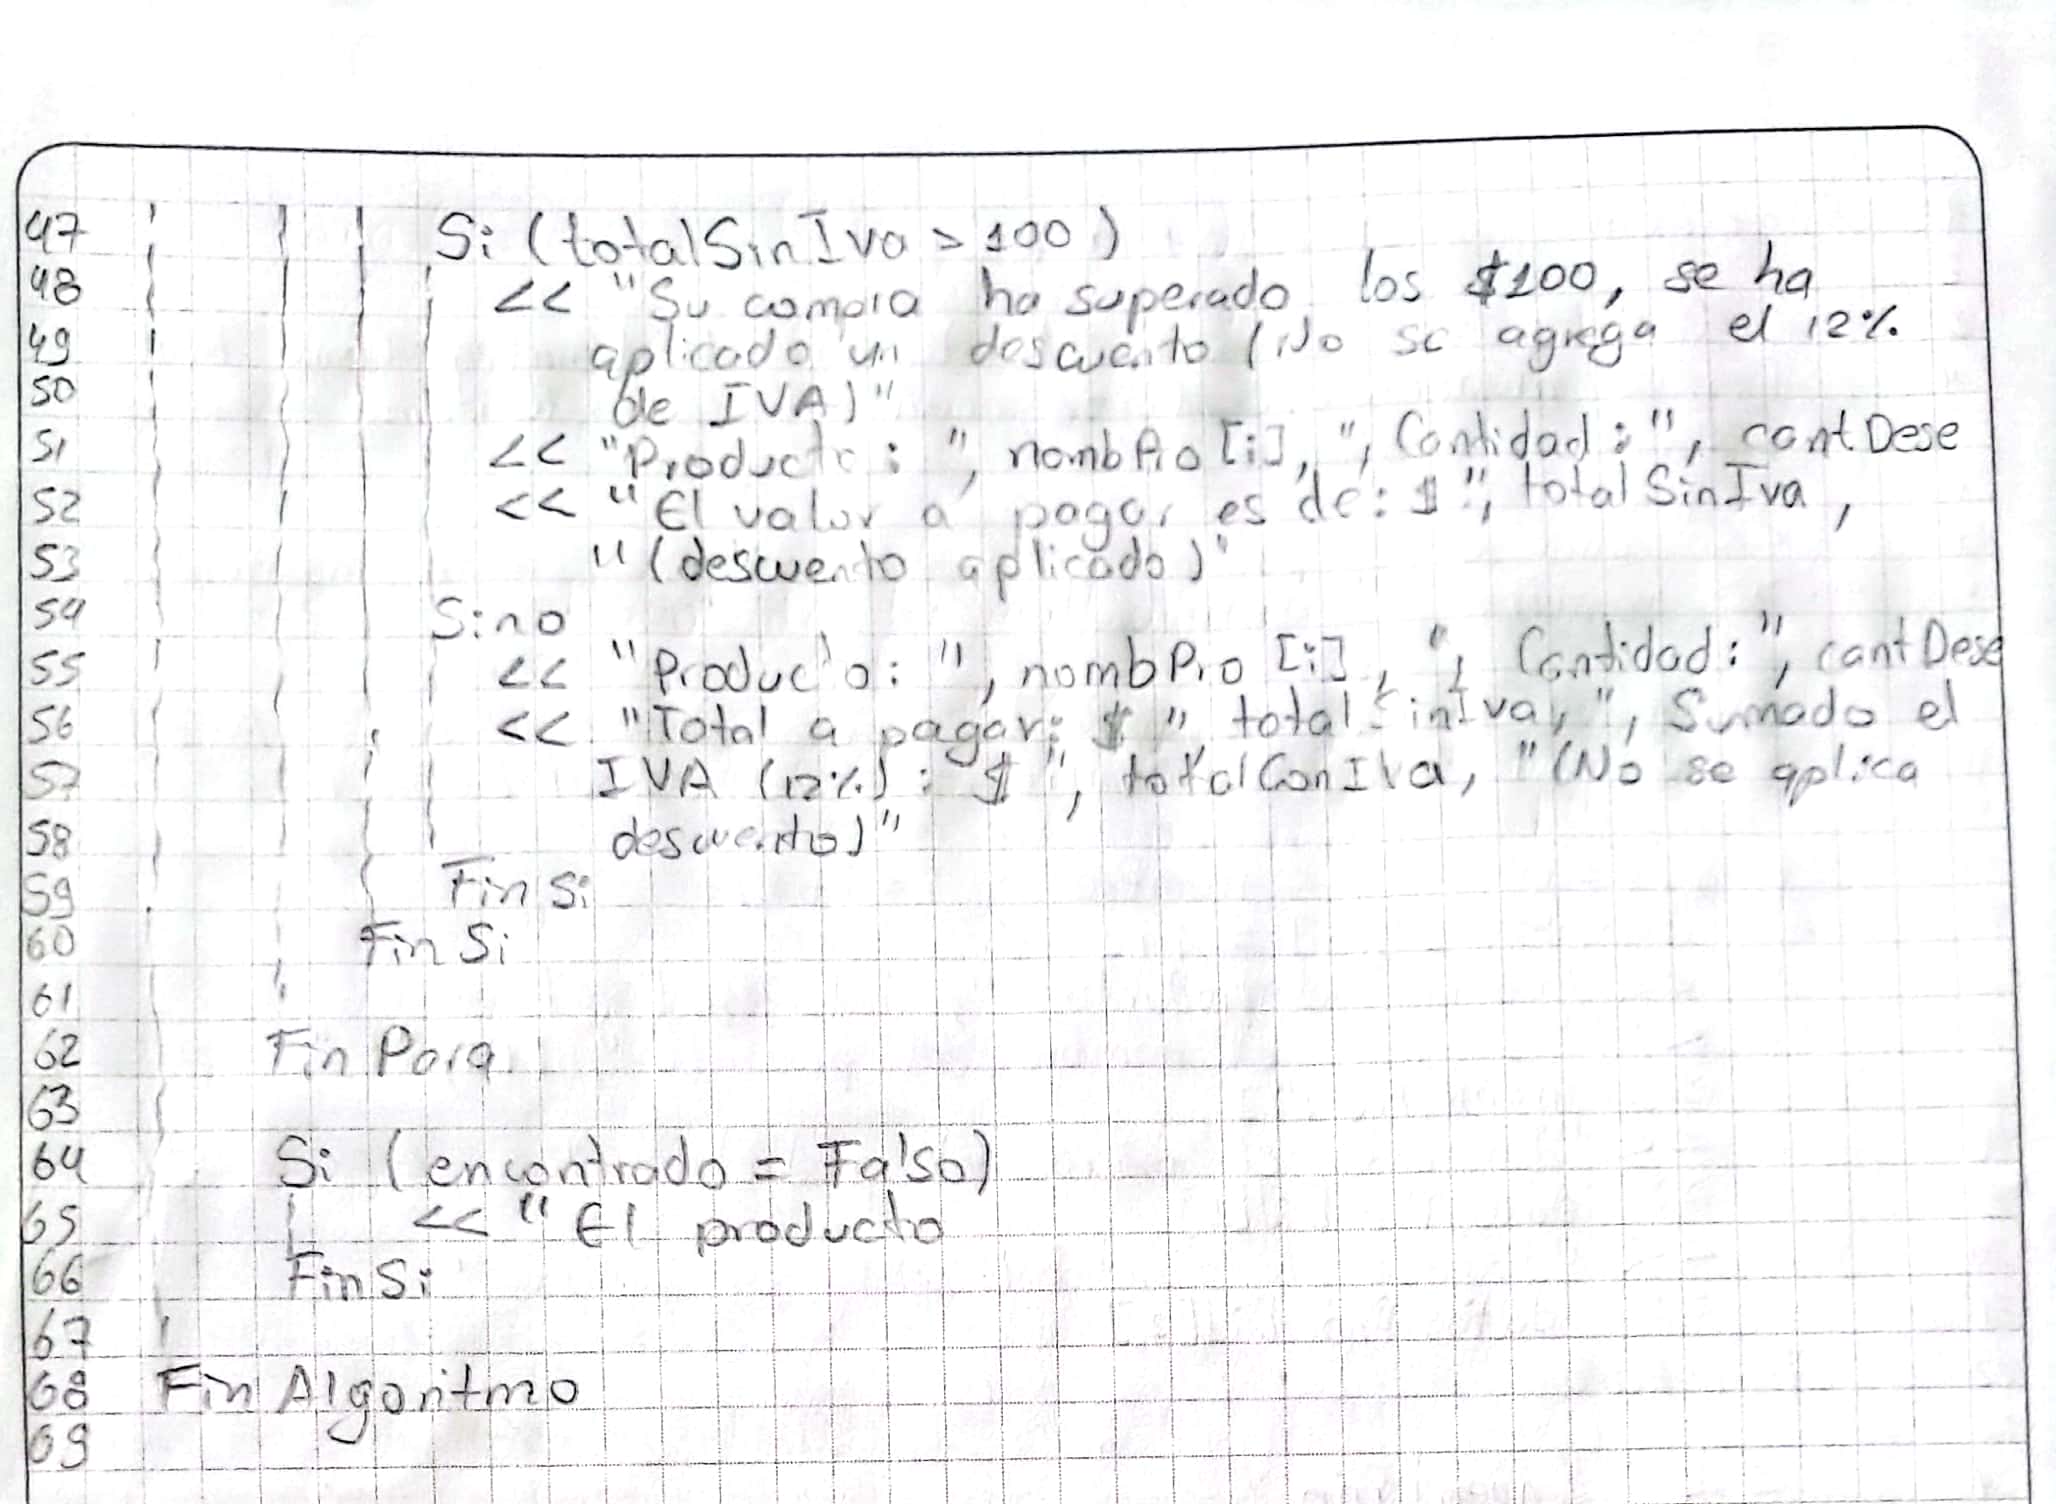 47 Si (totalSinIva > 100)
48 << "Su compra ha superado los $100, se ha
49 aplicado un descuento (No se agrega el 12%
50 de IVA)"
51 << "Producto: ", nombPro[i], ", Cantidad:", cantDese
52 << "El valor a pagar es de: $", totalSinIva,
53 "(descuento aplicado)"
54 Sino
55 << "Producto: ", nombPro[i], ", Cantidad:", cantDese
56 << "Total a pagar: $ " totalSinIva, ", Sumado el
57 IVA (12%): $ ", totalConIva, "(No se aplica
58 descuento)"
59 Fin Si
60 Fin Si
61
62 Fin Para
63
64 Si (encontrado = Falso)
65 << "El producto
66 Fin Si
67
68 Fin Algoritmo
69